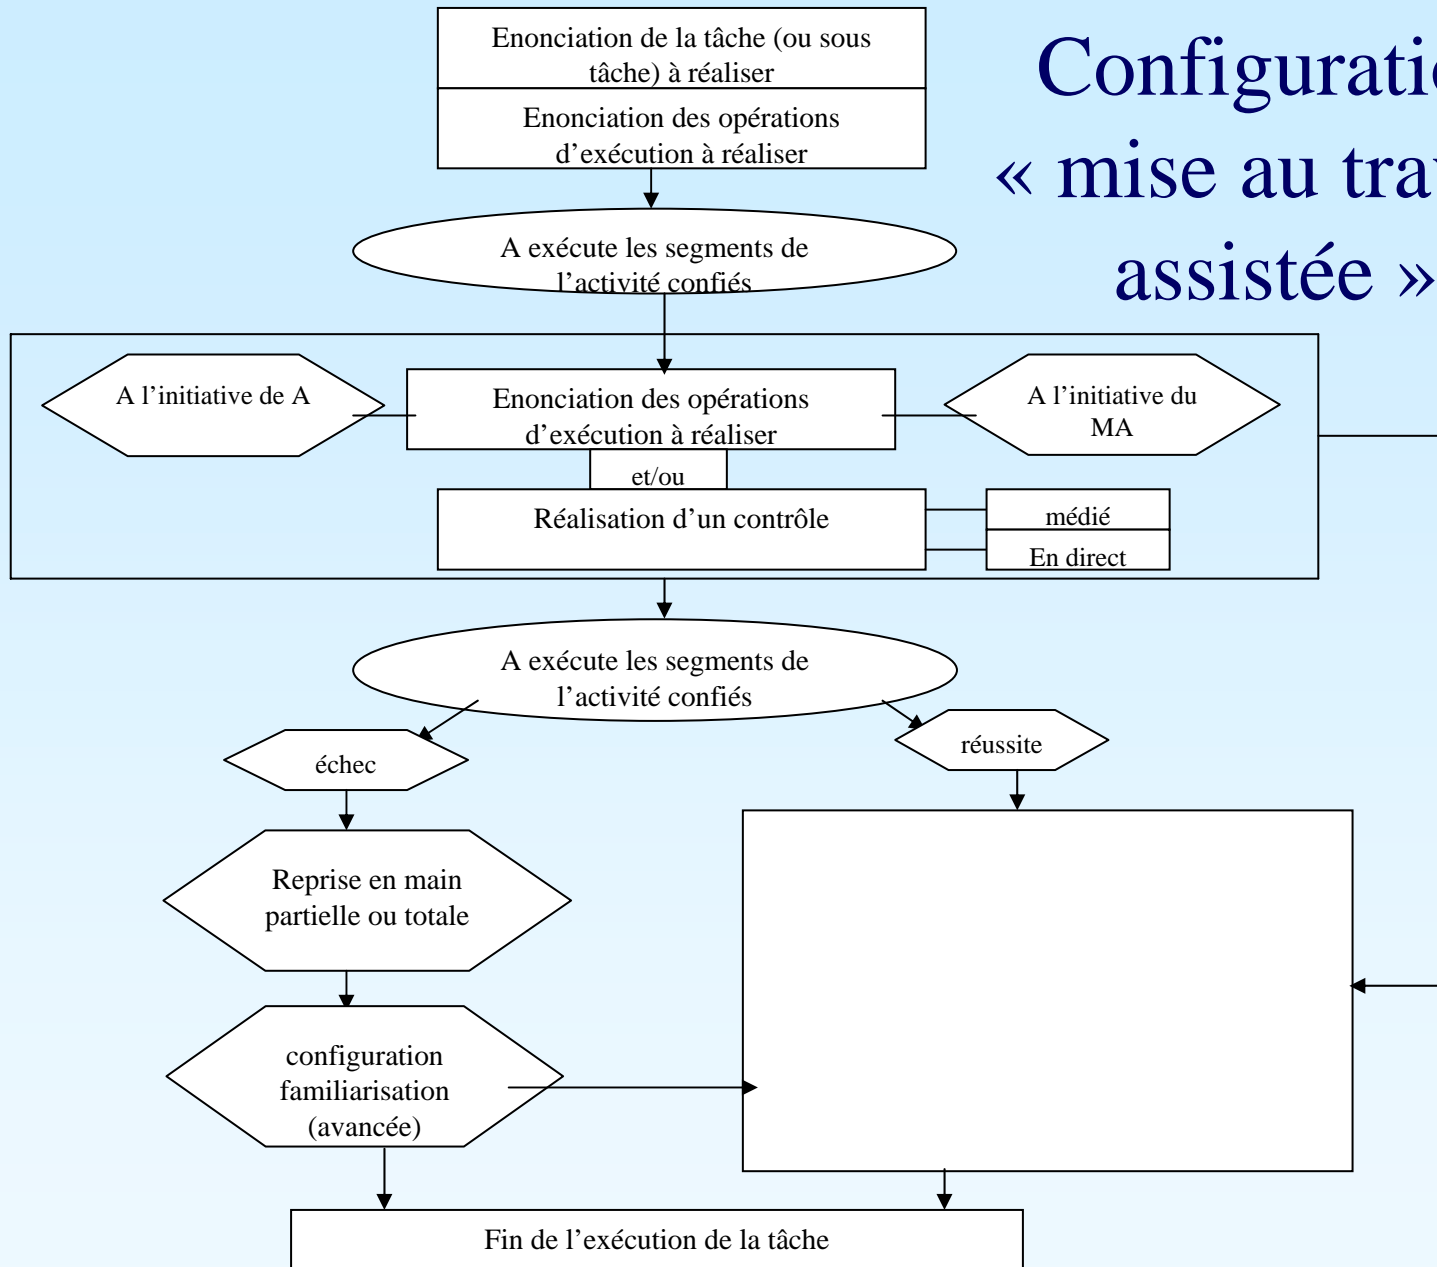 Enonciation de la tâche (ou sous
tâche) à réaliser
Enonciation des opérations
d’exécution à réaliser
Configuratio
« mise au trav
assistée »
A exécute les segments de
l’activité confiés
A l’initiative de A
Enonciation des opérations
d’exécution à réaliser
A l’initiative du
MA
et/ou
Réalisation d’un contrôle
médié
En direct
A exécute les segments de
l’activité confiés
échec
réussite
Reprise en main
partielle ou totale
configuration
familiarisation
(avancée)
Fin de l’exécution de la tâche